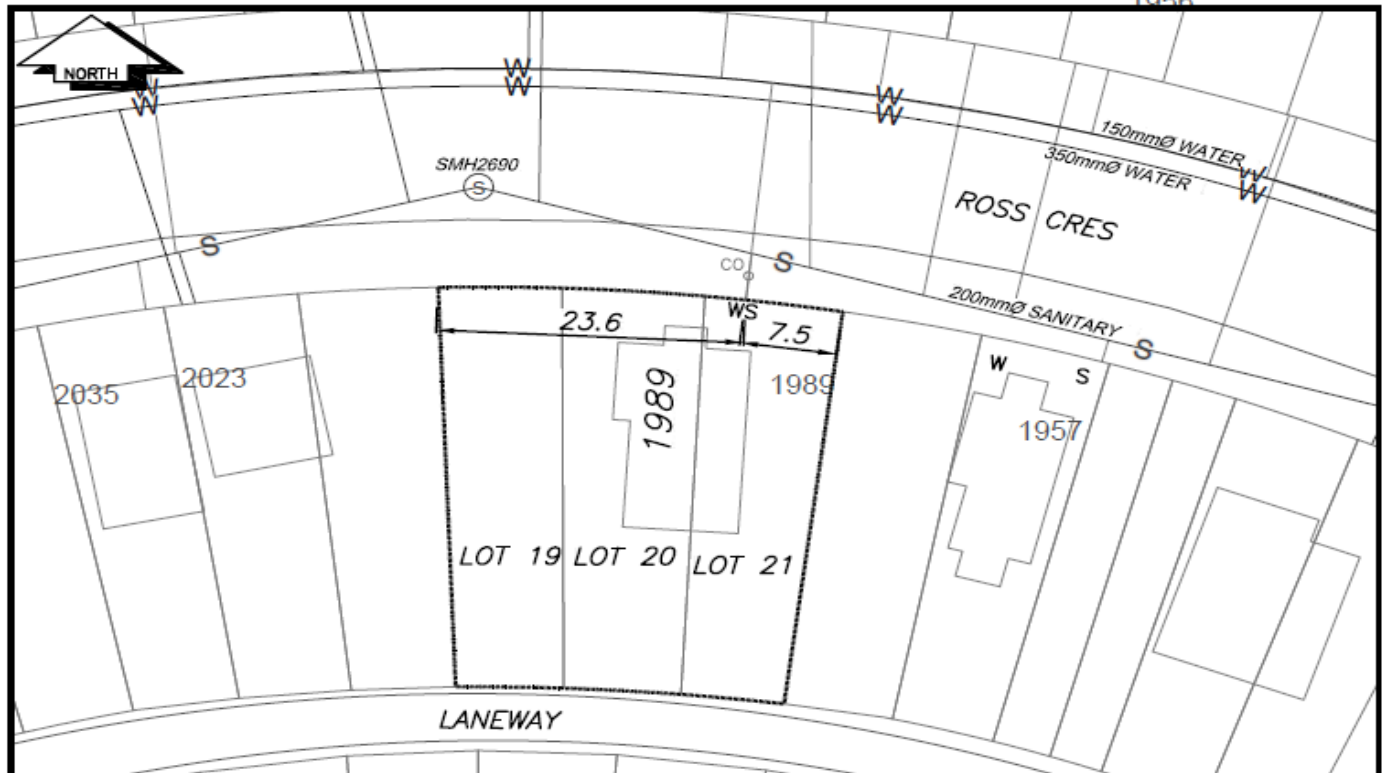 NORTH
W
W
W
W
W
W
150mmØ WATER
350mmØ WATER
W
W
SMH2690
S
ROSS CRES
S
S
CO
200mmØ SANITARY
S
WS
23.6
7.5
2035
2023
1989
1989
W
S
1957
LOT 19
LOT 20
LOT 21
LANEWAY